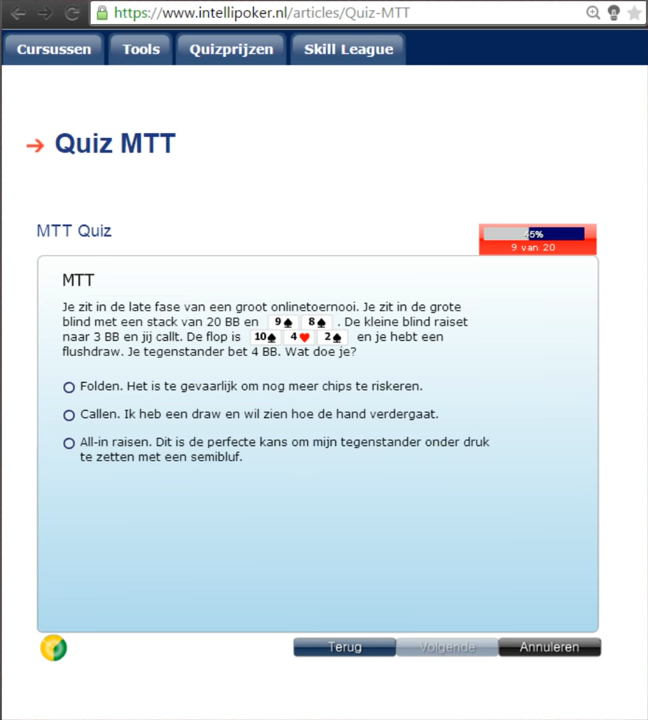 https://www.intellipoker.nl/articles/Quiz-MTT
Cursussen Tools Quizprijzen Skill League
Quiz MTT
MTT Quiz
45%
9 van 20
MTT
Je zit in de late fase van een groot onlinetoernooi. Je zit in de grote
blind met een stack van 20 BB en 9♠ 8♠ . De kleine blind raiset
naar 3 BB en jij callt. De flop is 10♠ 4♥ 2♠ en je hebt een
flushdraw. Je tegenstander bet 4 BB. Wat doe je?
Folden. Het is te gevaarlijk om nog meer chips te riskeren.
Callen. Ik heb een draw en wil zien hoe de hand verdergaat.
All-in raisen. Dit is de perfecte kans om mijn tegenstander onder druk
te zetten met een semibluf.
Terug Volgende Annuleren